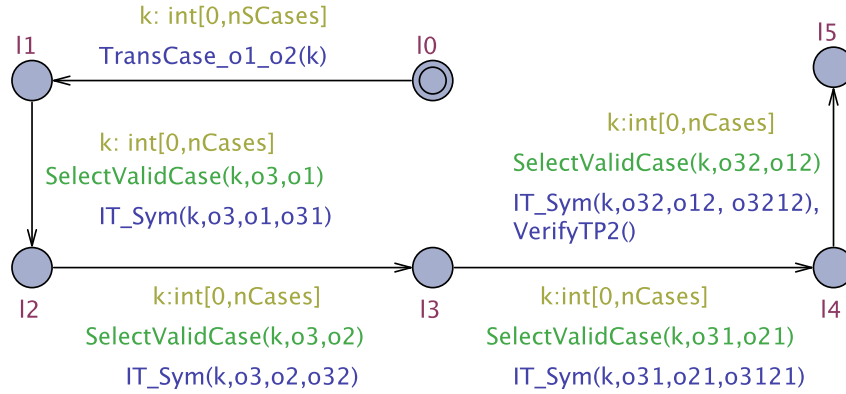 k: int[0,nSCases]
l1
l0
l5
TransCase_o1_o2(k)
k: int[0,nCases]
SelectValidCase(k,o3,o1)
IT_Sym(k,o3,o1,o31)
k:int[0,nCases]
SelectValidCase(k,o32,o12)
IT_Sym(k,o32,o12, o3212),
VerifyTP2()
l2
l3
l4
k:int[0,nCases]
SelectValidCase(k,o3,o2)
IT_Sym(k,o3,o2,o32)
k:int[0,nCases]
SelectValidCase(k,o31,o21)
IT_Sym(k,o31,o21,o3121)